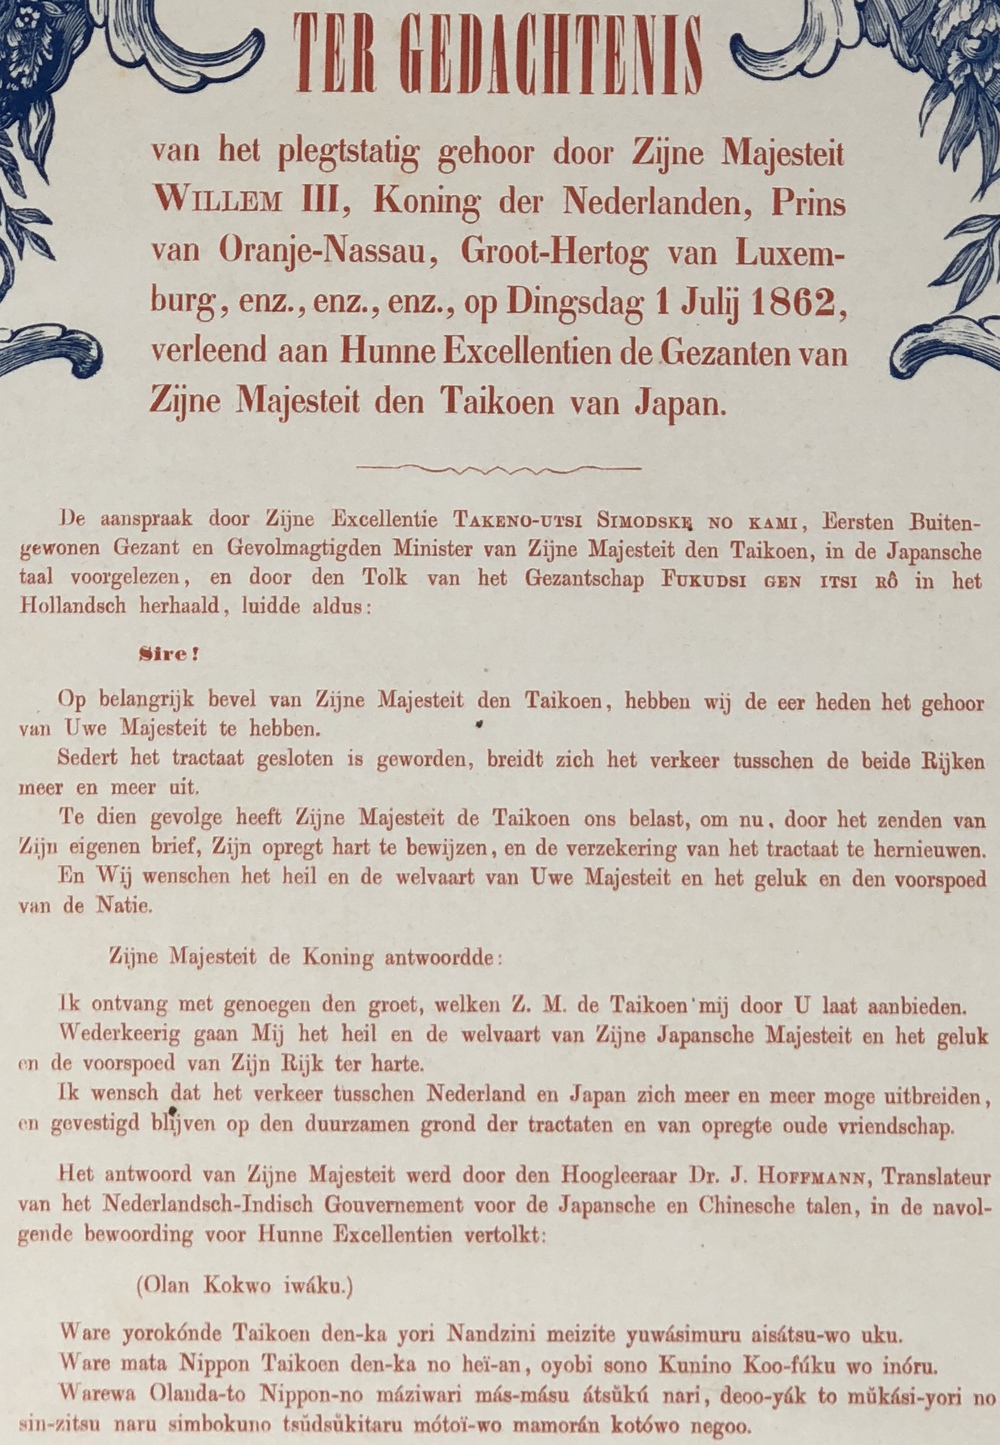 TER GEDACHTENIS
van het plegtstatig gehoor door Zijne Majesteit
WILLEM III, Koning der Nederlanden, Prins
van Oranje-Nassau, Groot-Hertog van Luxem-
burg, enz., enz., enz., op Dingsdag 1 Julij 1862,
verleend aan Hunne Excellentien de Gezanten van
Zijne Majesteit den Taikoen van Japan.
De aanspraak door Zijne Excellentie TAKENO-UTSI SIMODSKE NO KAMI, Eersten Buiten-
gewonen Gezant en Gevolmagtigden Minister van Zijne Majesteit den Taikoen, in de Japansche
taal voorgelezen, en door den Tolk van het Gezantschap FUKUDSI GEN ITSI RÔ in het
Hollandsch herhaald, luidde aldus:
Sire!
Op belangrijk bevel van Zijne Majesteit den Taikoen, hebben wij de eer heden het gehoor
van Uwe Majesteit te hebben.
Sedert het tractaat gesloten is geworden, breidt zich het verkeer tusschen de beide Rijken
meer en meer uit.
Te dien gevolge heeft Zijne Majesteit de Taikoen ons belast, om nu, door het zenden van
Zijn eigenen brief, Zijn opregt hart te bewijzen, en de verzekering van het tractaat te hernieuwen.
En Wij wenschen het heil en de welvaart van Uwe Majesteit en het geluk en den voorspoed
van de Natie.
Zijne Majesteit de Koning antwoordde:
Ik ontvang met genoegen den groet, welken Z. M. de Taikoen mij door U laat aanbieden.
Wederkeerig gaan Mij het heil en de welvaart van Zijne Japansche Majesteit en het geluk
en de voorspoed van Zijn Rijk ter harte.
Ik wensch dat het verkeer tusschen Nederland en Japan zich meer en meer moge uitbreiden,
en gevestigd blijven op den duurzamen grond der tractaten en van opregte oude vriendschap.
Het antwoord van Zijne Majesteit werd door den Hoogleeraar Dr. J. HOFFMANN, Translateur
van het Nederlandsch-Indisch Gouvernement voor de Japansche en Chinesche talen, in de navol-
gende bewoording voor Hunne Excellentien vertolkt:
(Olan Kokwo iwáku.)
Ware yorokónde Taikoen den-ka yori Nandzini meizite yuwásimuru aisátsu-wo uku.
Ware mata Nippon Taikoen den-ka no heï-an, oyobi sono Kunino Koo-fúku wo inóru.
Warewa Olanda-to Nippon-no máziwari más-másu átsŭkú nari, deoo-yák to mŭkási-yori no
sin-zitsu naru simbokuno tsŭdsŭkitaru mótoï-wo mamorán kotówo negoo.